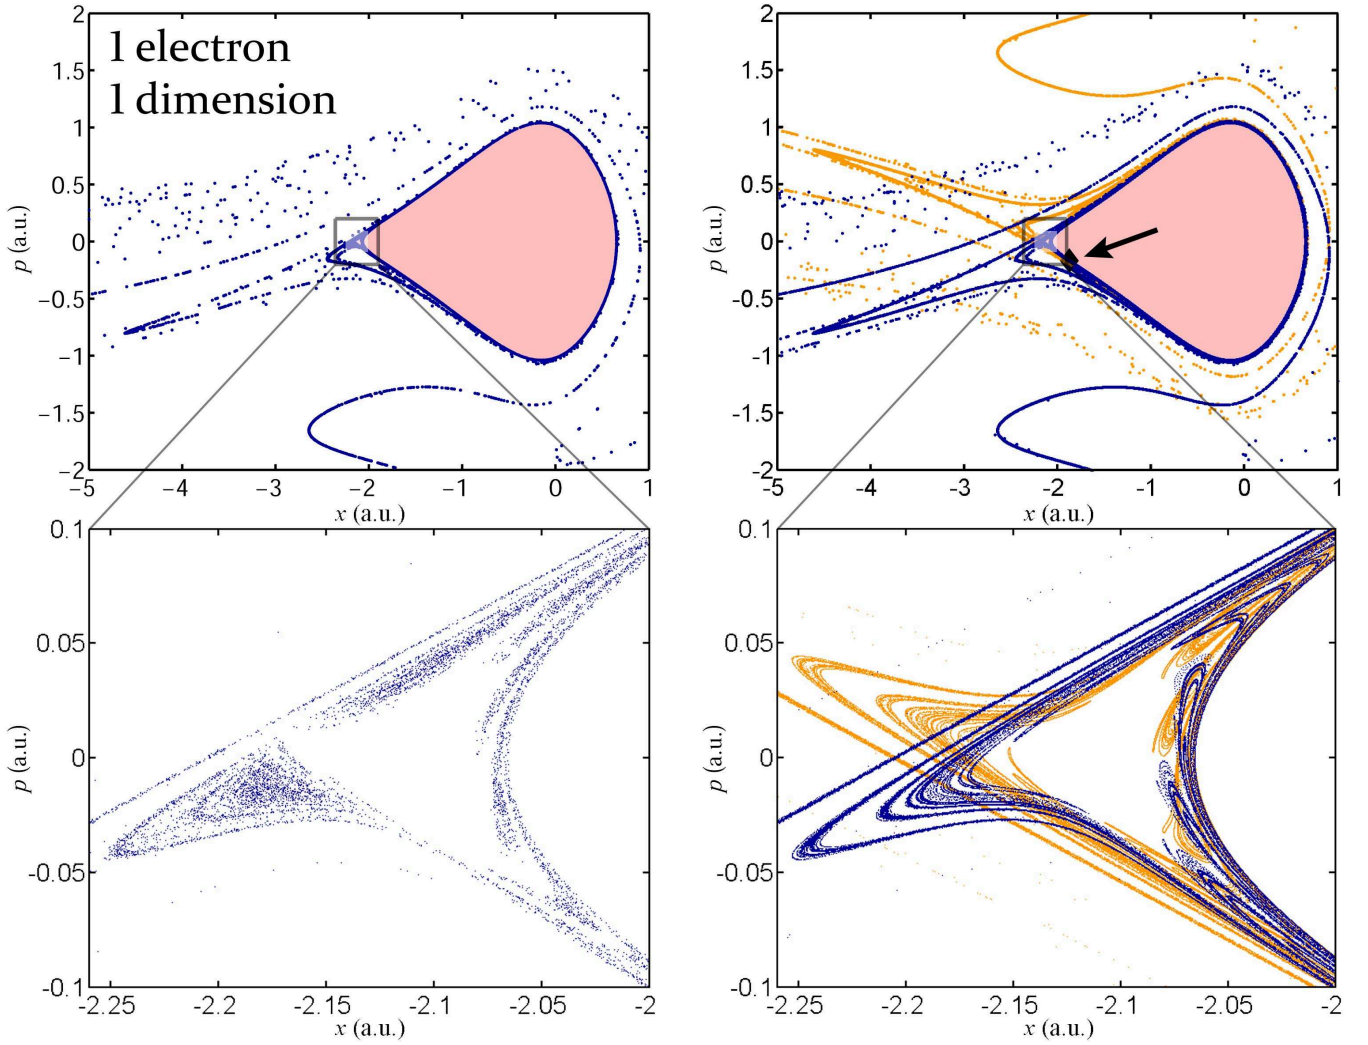 1 electron
1 dimension
2
1.5
1
0.5
0
−0.5
−1
−1.5
−2
p (a.u.)
−5 −4 −3 −2 −1 0 1
x (a.u.)
2
1.5
1
0.5
0
-0.5
-1
-1.5
-2
p (a.u.)
-5 -4 -3 -2 -1 0 1
x (a.u.)
0.1
0.05
0
-0.05
-0.1
p (a.u.)
-2.25 -2.2 -2.15 -2.1 -2.05 -2
x (a.u.)
0.1
0.05
0
-0.05
-0.1
p (a.u.)
-2.25 -2.2 -2.15 -2.1 -2.05 -2
x (a.u.)